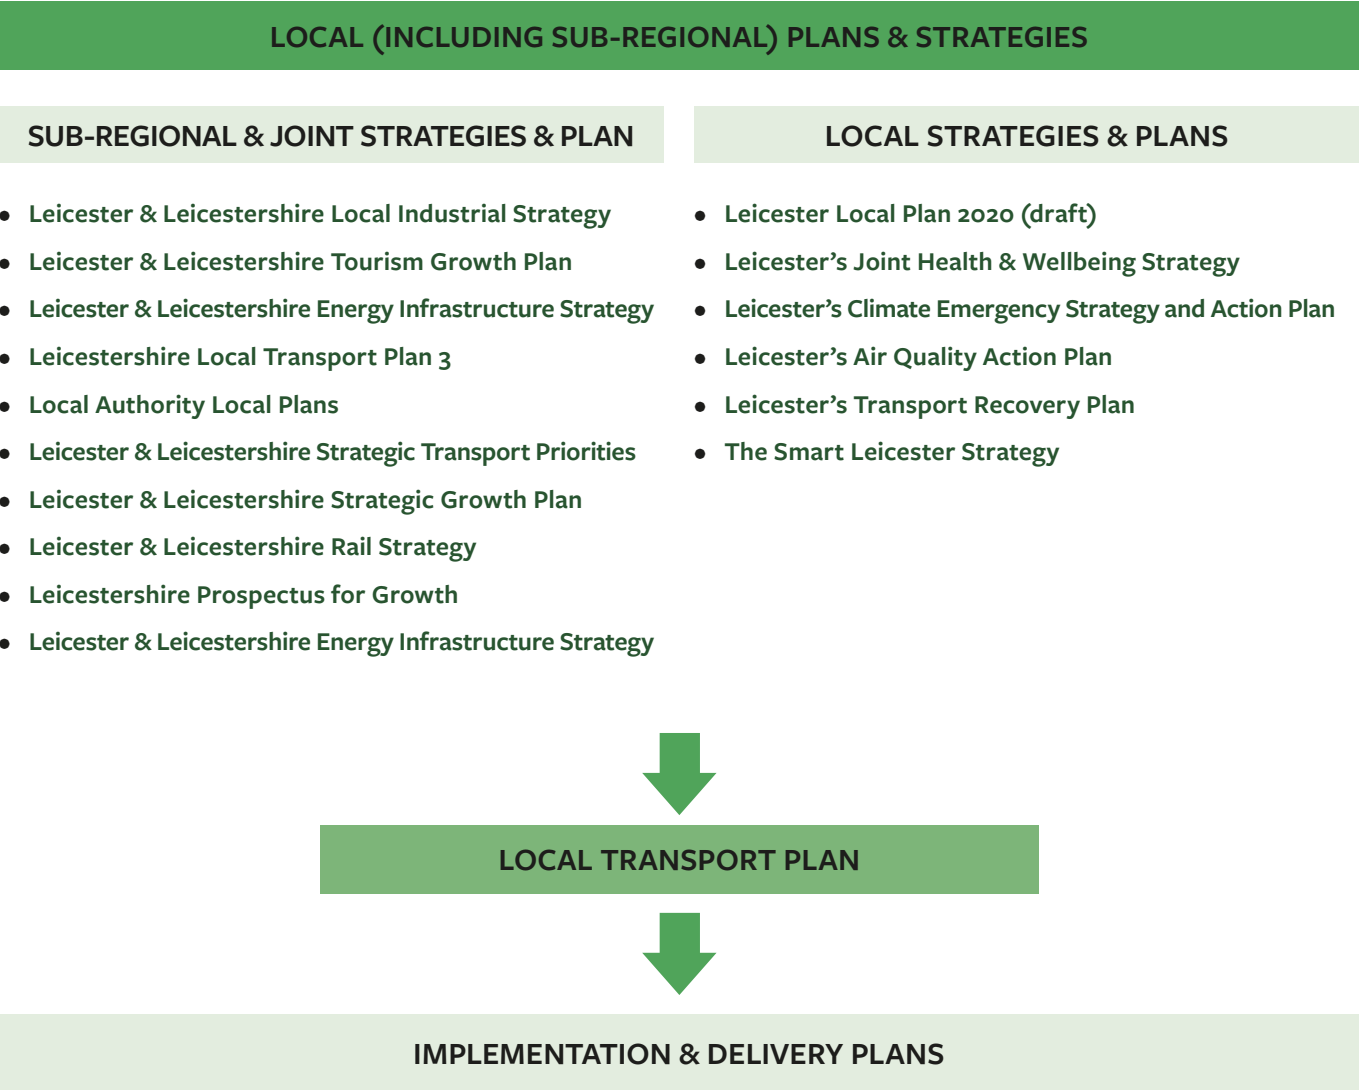 LOCAL (INCLUDING SUB-REGIONAL) PLANS & STRATEGIES
SUB-REGIONAL & JOINT STRATEGIES & PLAN
• Leicester & Leicestershire Local Industrial Strategy
• Leicester & Leicestershire Tourism Growth Plan
• Leicester & Leicestershire Energy Infrastructure Strategy
• Leicestershire Local Transport Plan 3
• Local Authority Local Plans
• Leicester & Leicestershire Strategic Transport Priorities
• Leicester & Leicestershire Strategic Growth Plan
• Leicester & Leicestershire Rail Strategy
• Leicestershire Prospectus for Growth
• Leicester & Leicestershire Energy Infrastructure Strategy
LOCAL STRATEGIES & PLANS
• Leicester Local Plan 2020 (draft)
• Leicester’s Joint Health & Wellbeing Strategy
• Leicester’s Climate Emergency Strategy and Action Plan
• Leicester’s Air Quality Action Plan
• Leicester’s Transport Recovery Plan
• The Smart Leicester Strategy
LOCAL TRANSPORT PLAN
IMPLEMENTATION & DELIVERY PLANS